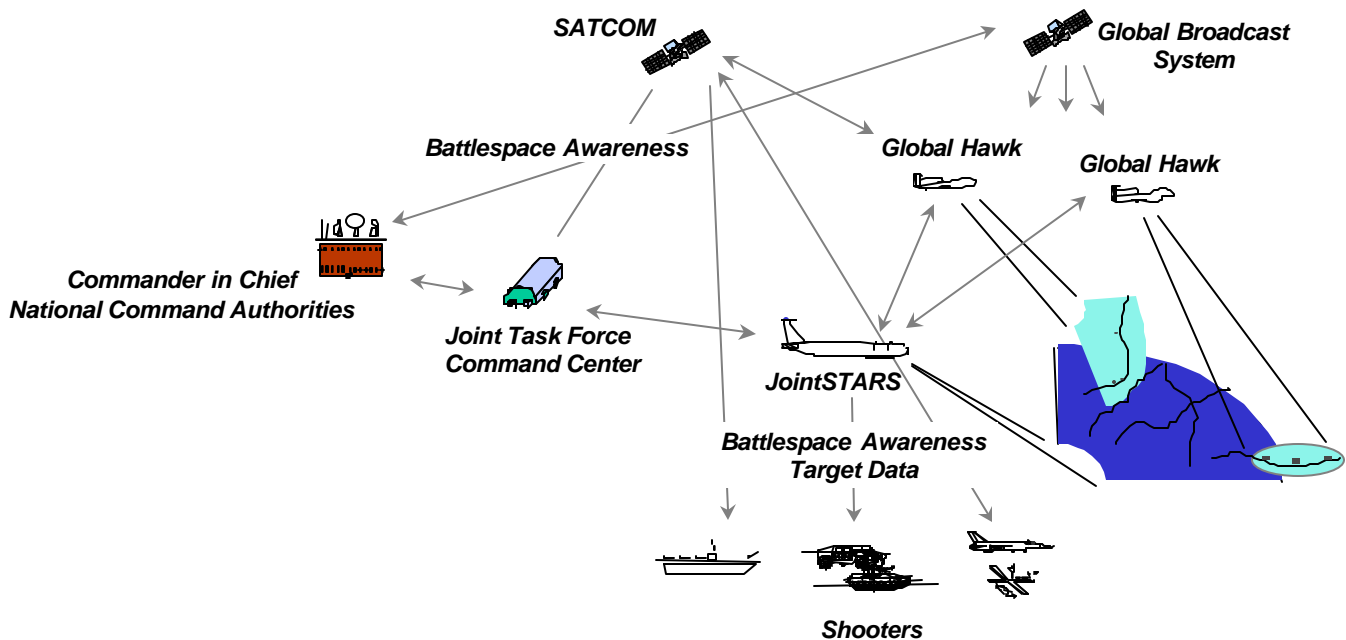 SATCOM
Global Broadcast
System
Battlespace Awareness
Global Hawk
Global Hawk
Commander in Chief
National Command Authorities
Joint Task Force
Command Center
JointSTARS
Battlespace Awareness
Target Data
Shooters